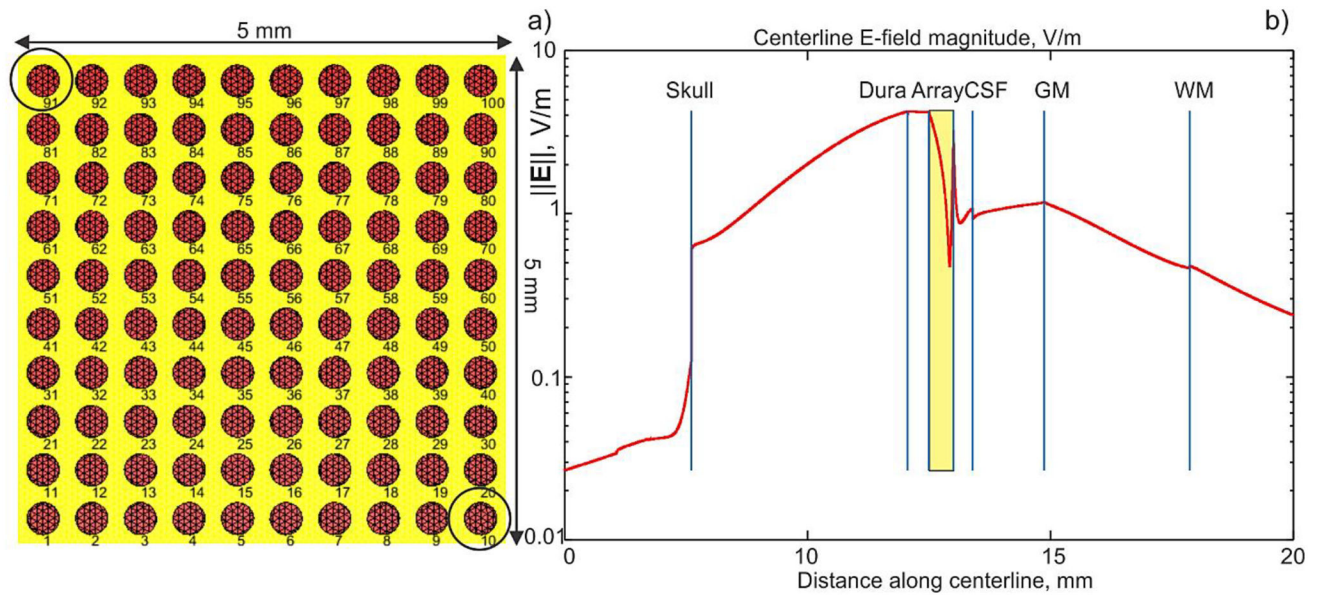 a)
5 mm
91 92 93 94 95 96 97 98 99 100
81 82 83 84 85 86 87 88 89 90
71 72 73 74 75 76 77 78 79 80
61 62 63 64 65 66 67 68 69 70
51 52 53 54 55 56 57 58 59 60
41 42 43 44 45 46 47 48 49 50
31 32 33 34 35 36 37 38 39 40
21 22 23 24 25 26 27 28 29 30
11 12 13 14 15 16 17 18 19 20
1 2 3 4 5 6 7 8 9 10
5 mm
b)
Centerline E-field magnitude, V/m
Skull Dura Array CSF GM WM
||E||, V/m
10
1
0.1
0.01
0 10 15 20
Distance along centerline, mm